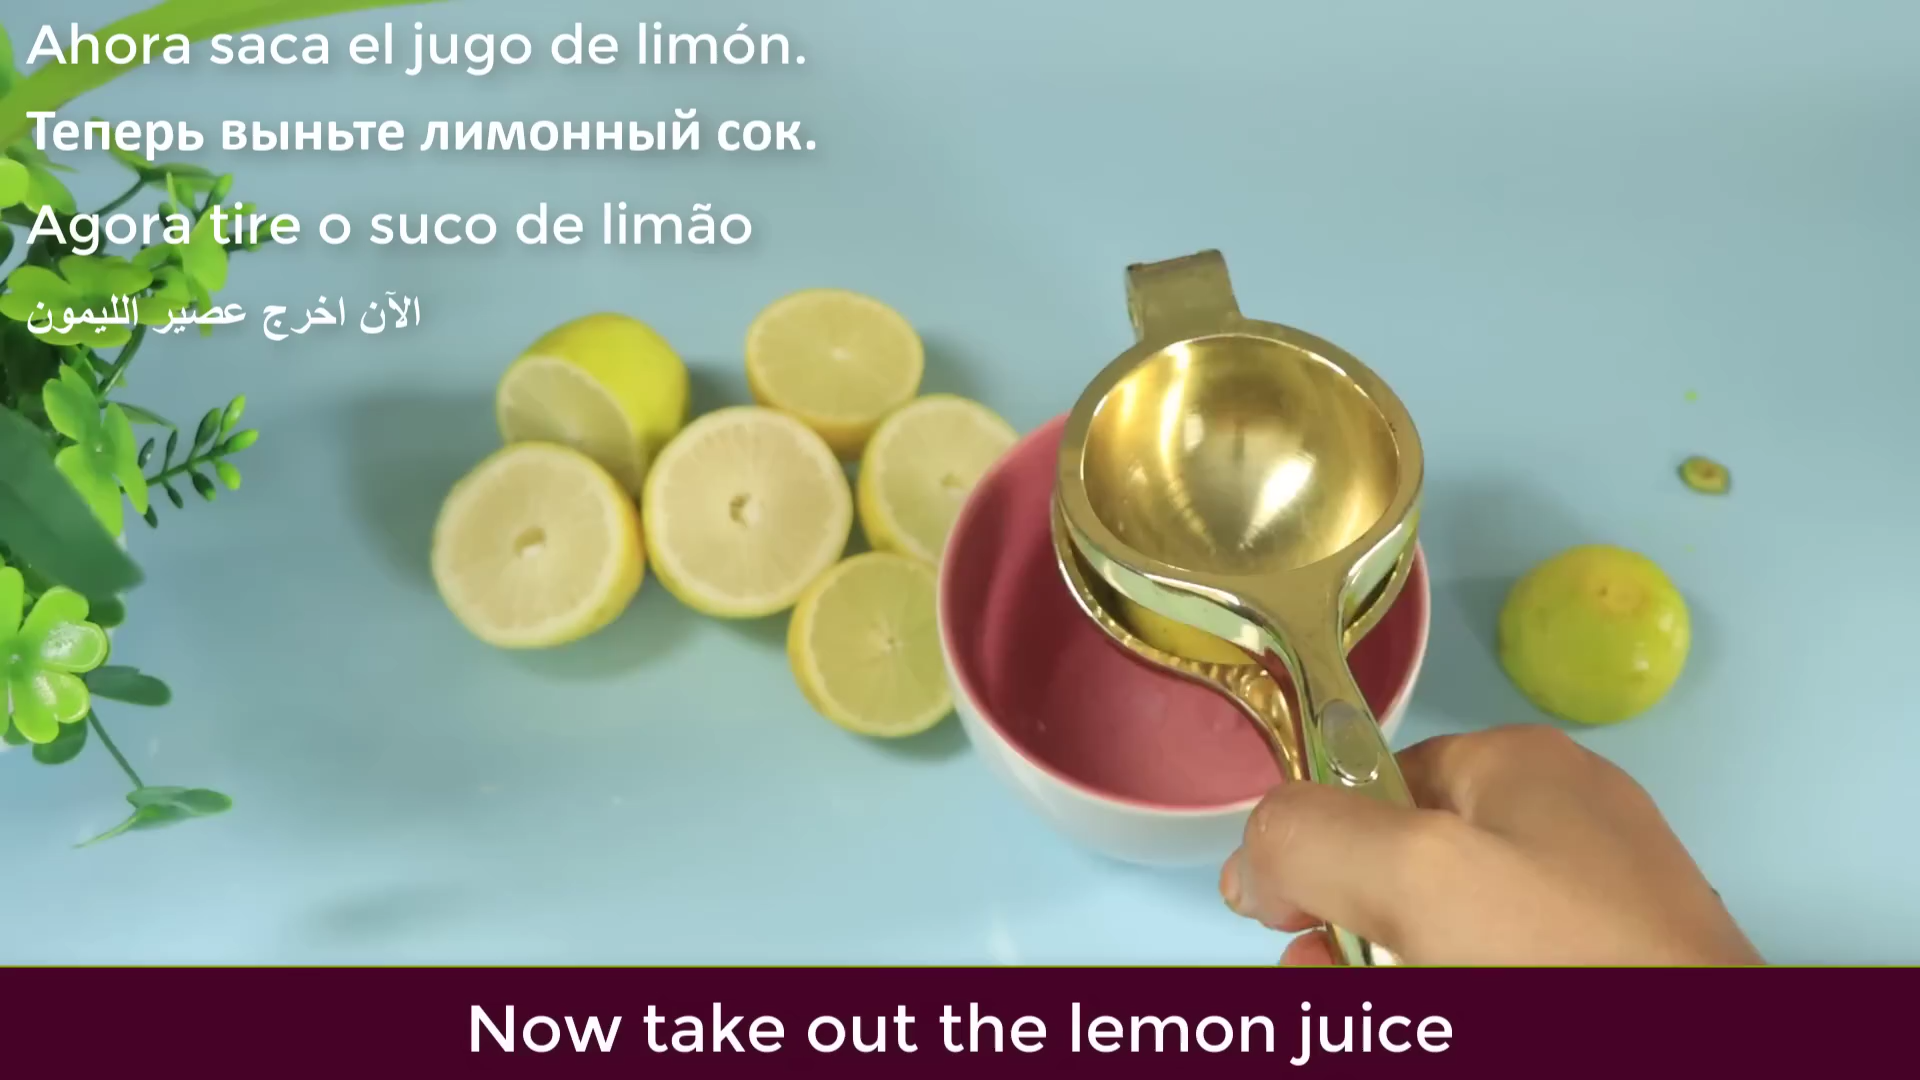 Ahora saca el jugo de limón.
Теперь выньте лимонный сок.
Agora tire o suco de limão
الآن اخرج عصير الليمون
Now take out the lemon juice